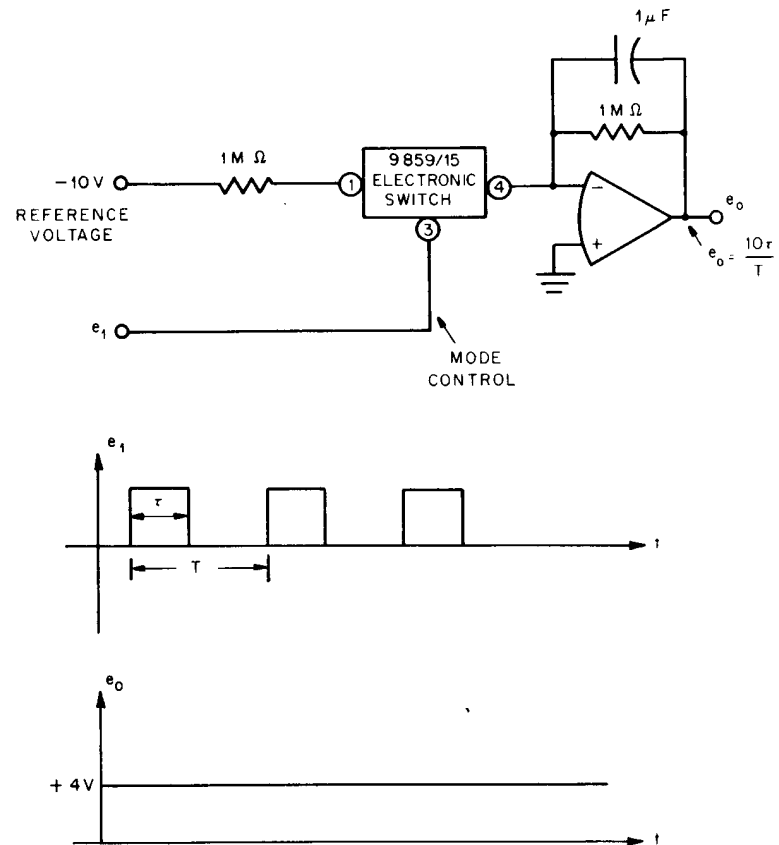 1μF
1MΩ
1MΩ
9859/15
ELECTRONIC
SWITCH
1
4
3
−10V
REFERENCE
VOLTAGE
−
+
e₀
e₀ = 10τ/T
e₁
MODE
CONTROL
e₁
τ
T
t
e₀
+4V
t